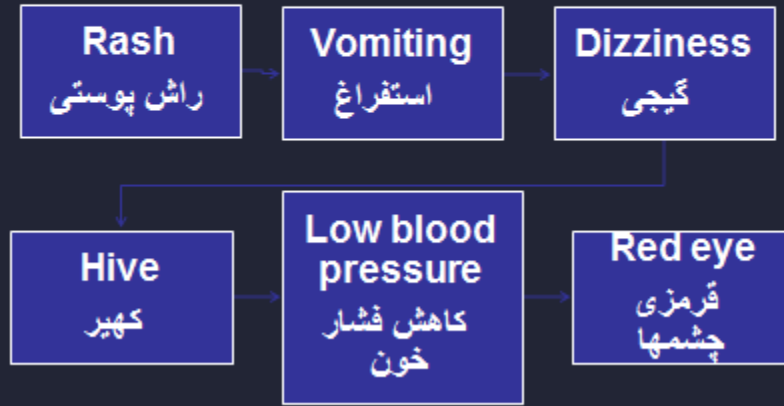 Rash
راش پوستی
Vomiting
استفراغ
Dizziness
گیجی
Hive
کهیر
Low blood
pressure
کاهش فشار
خون
Red eye
قرمزی
چشمها